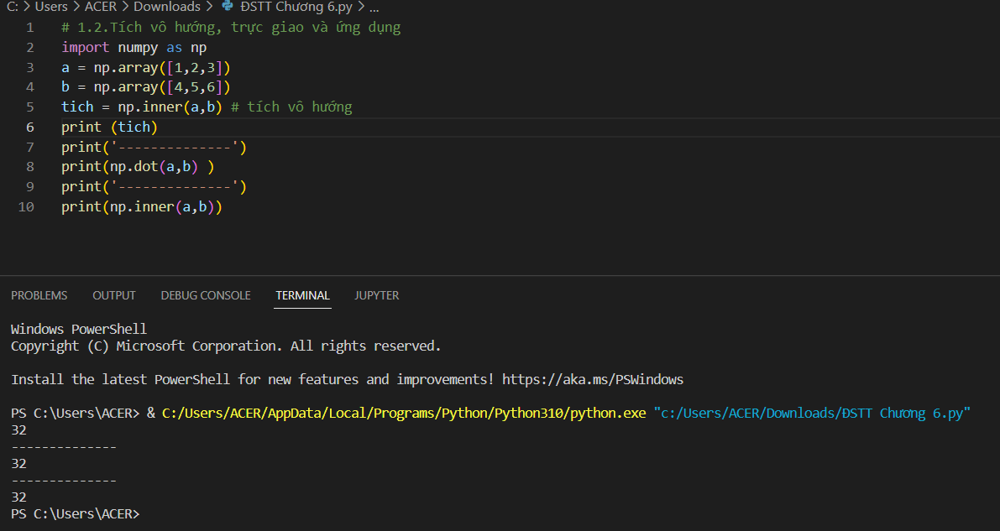 C: > Users > ACER > Downloads > ĐSTT Chương 6.py > ...
1 # 1.2.Tích vô hướng, trực giao và ứng dụng
2 import numpy as np
3 a = np.array([1,2,3])
4 b = np.array([4,5,6])
5 tich = np.inner(a,b) # tích vô hướng
6 print (tich)
7 print('--------------')
8 print(np.dot(a,b) )
9 print('--------------')
10 print(np.inner(a,b))
PROBLEMS OUTPUT DEBUG CONSOLE TERMINAL JUPYTER
Windows PowerShell
Copyright (C) Microsoft Corporation. All rights reserved.
Install the latest PowerShell for new features and improvements! https://aka.ms/PSWindows
PS C:\Users\ACER> & C:/Users/ACER/AppData/Local/Programs/Python/Python310/python.exe "c:/Users/ACER/Downloads/ĐSTT Chương 6.py"
32
--------------
32
--------------
32
PS C:\Users\ACER>